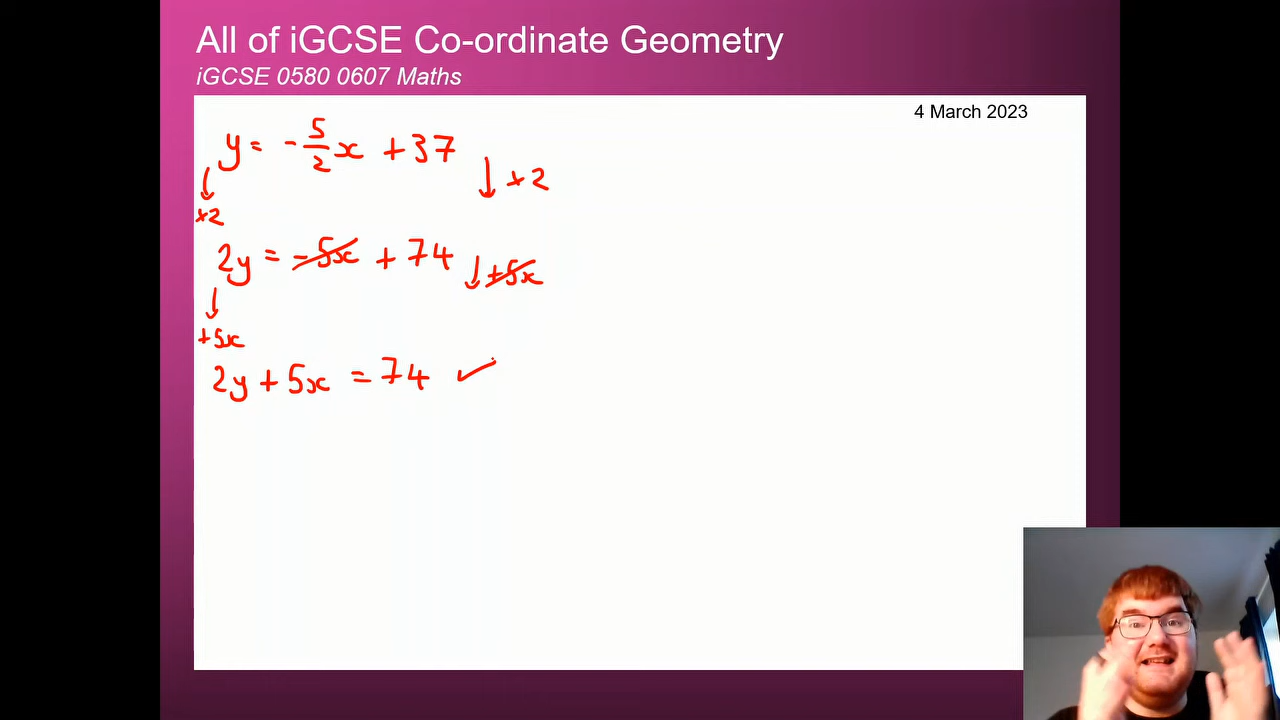 All of iGCSE Co-ordinate Geometry
iGCSE 0580 0607 Maths
4 March 2023
y = -5/2x + 37
↓ ×2 ↓ ×2
2y = -5x + 74
↓ +5x ↓ +5x
2y + 5x = 74 ✓